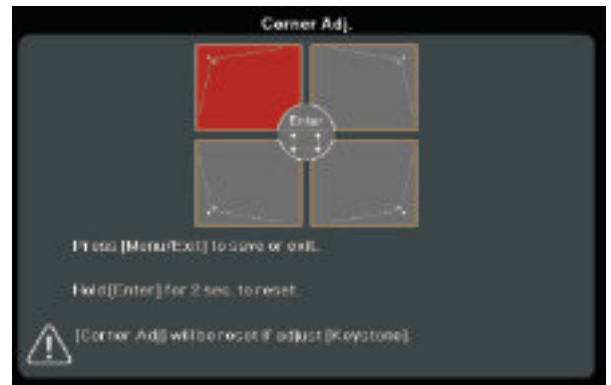 Corner Adj.
Enter
Press [Menu/Exit] to save or exit.
Hold [Enter] for 2 sec. to reset.
[Corner Adj] will be reset if adjust [Keystone].